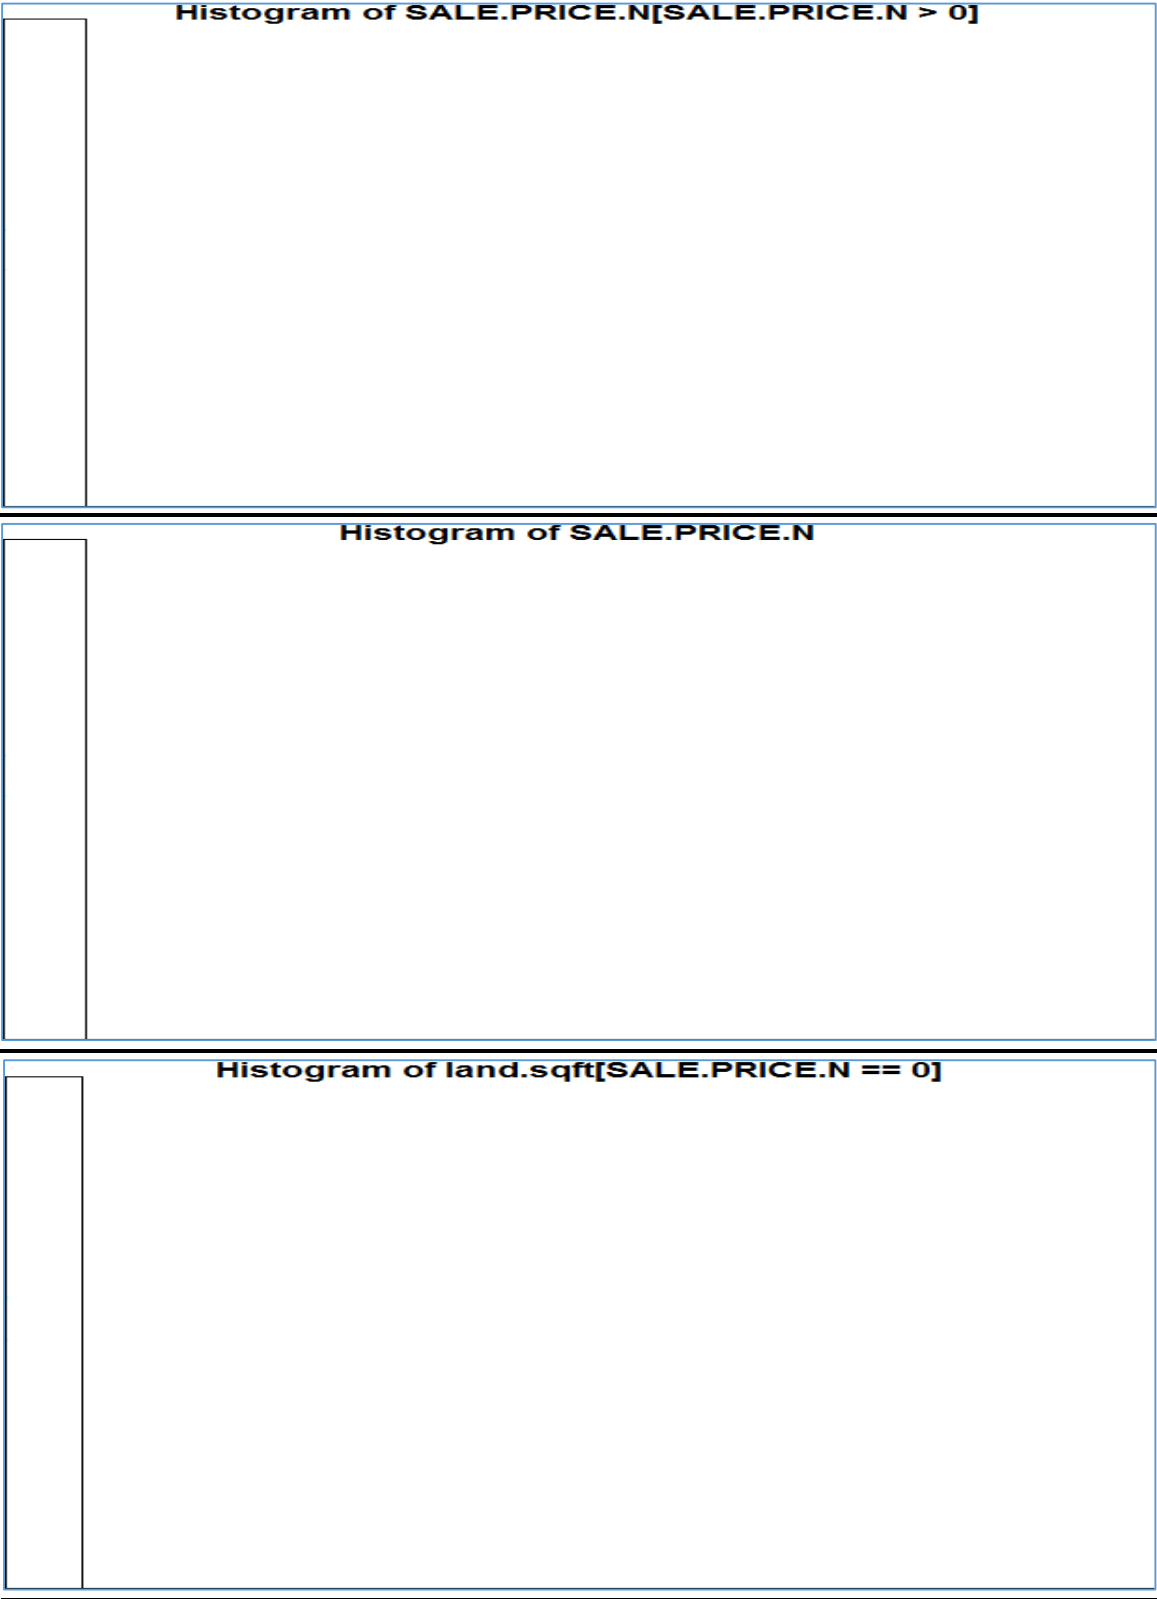 Histogram of SALE.PRICE.N[SALE.PRICE.N > 0]
Histogram of SALE.PRICE.N
Histogram of land.sqft[SALE.PRICE.N == 0]